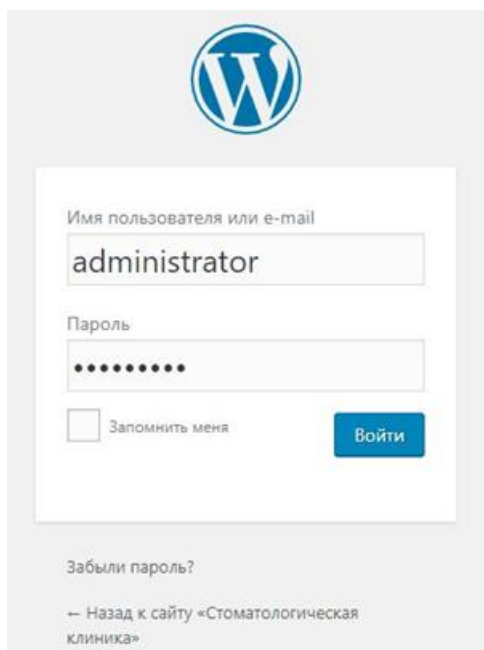 Имя пользователя или e-mail
administrator
Пароль
•••••••••
Запомнить меня
Войти
Забыли пароль?
← Назад к сайту «Стоматологическая
клиника»